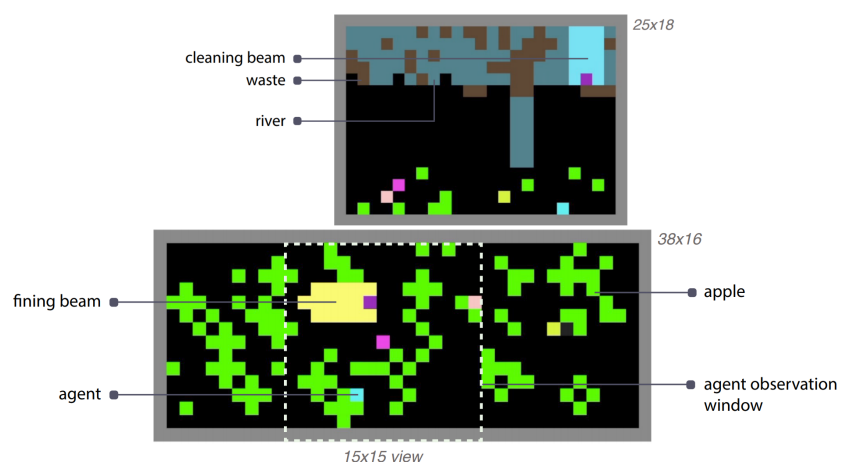 25x18
cleaning beam
waste
river
38x16
fining beam
apple
agent
agent observation
window
15x15 view